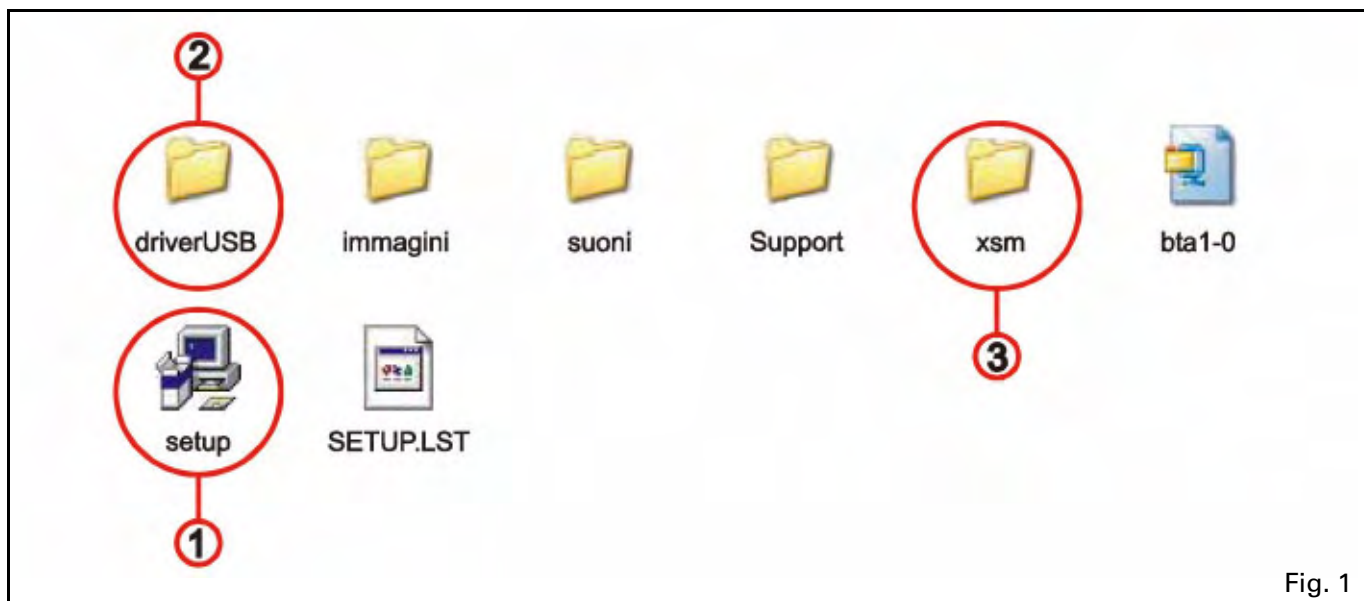 2
driverUSB immagini suoni Support xsm bta1-0
3
setup SETUP.LST
1
Fig. 1